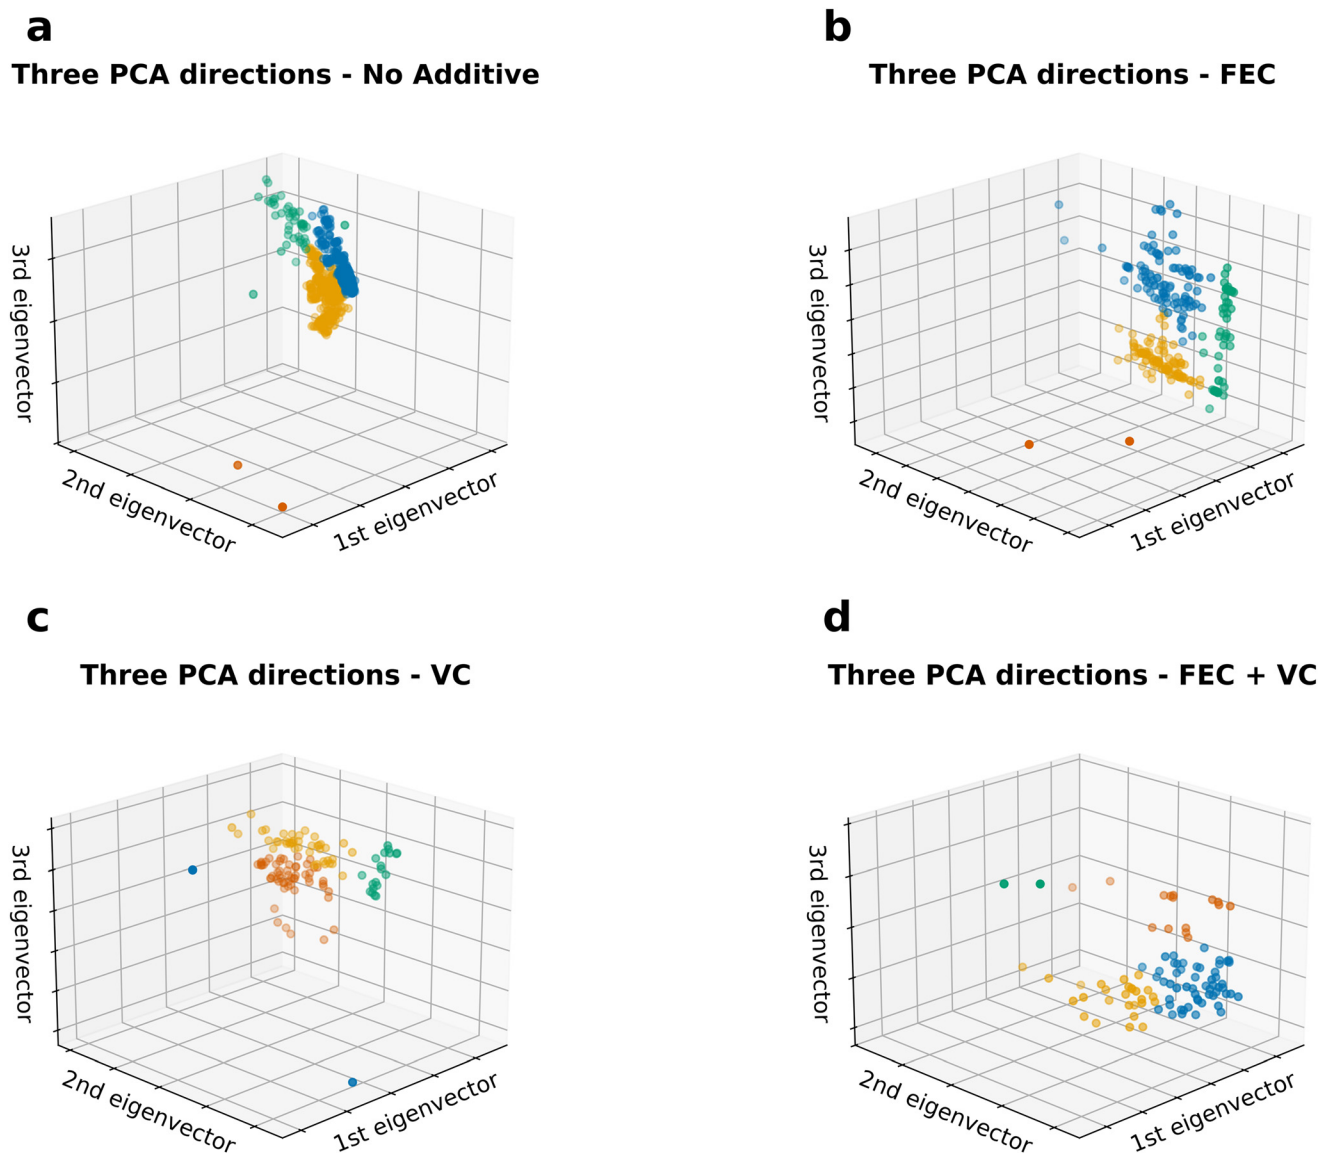 a
Three PCA directions - No Additive
3rd eigenvector
2nd eigenvector
1st eigenvector
b
Three PCA directions - FEC
3rd eigenvector
2nd eigenvector
1st eigenvector
c
Three PCA directions - VC
3rd eigenvector
2nd eigenvector
1st eigenvector
d
Three PCA directions - FEC + VC
3rd eigenvector
2nd eigenvector
1st eigenvector